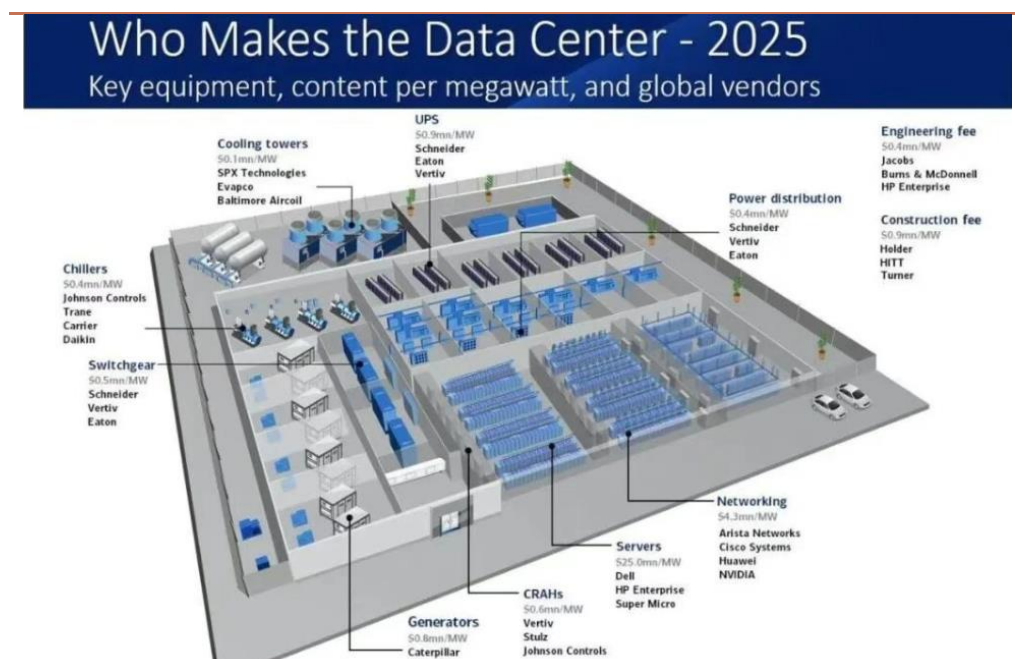 Who Makes the Data Center - 2025
Key equipment, content per megawatt, and global vendors
UPS
$0.9mn/MW
Schneider
Eaton
Vertiv
Cooling towers
$0.1mn/MW
SPX Technologies
Evapco
Baltimore Aircoil
Engineering fee
$0.4mn/MW
Jacobs
Burns & McDonnell
HP Enterprise
Power distribution
$0.4mn/MW
Schneider
Vertiv
Eaton
Construction fee
$0.9mn/MW
Holder
HITT
Turner
Chillers
$0.4mn/MW
Johnson Controls
Trane
Carrier
Daikin
Switchgear
$0.5mn/MW
Schneider
Vertiv
Eaton
Networking
$4.3mn/MW
Arista Networks
Cisco Systems
Huawei
NVIDIA
Servers
$25.0mn/MW
Dell
HP Enterprise
Super Micro
CRAHs
$0.6mn/MW
Vertiv
Stulz
Johnson Controls
Generators
$0.8mn/MW
Caterpillar